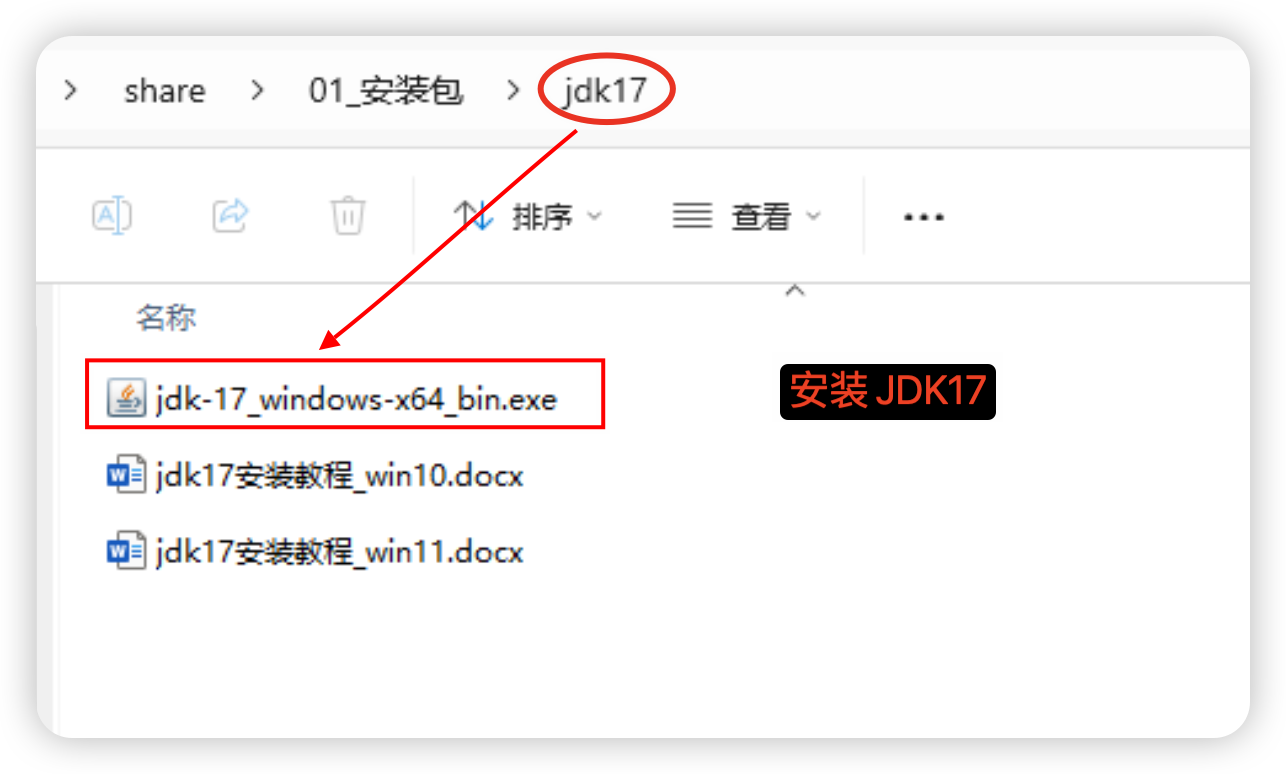 > share > 01_安装包 > jdk17
排序 查看 •••
名称
jdk-17_windows-x64_bin.exe
安装 JDK17
jdk17安装教程_win10.docx
jdk17安装教程_win11.docx